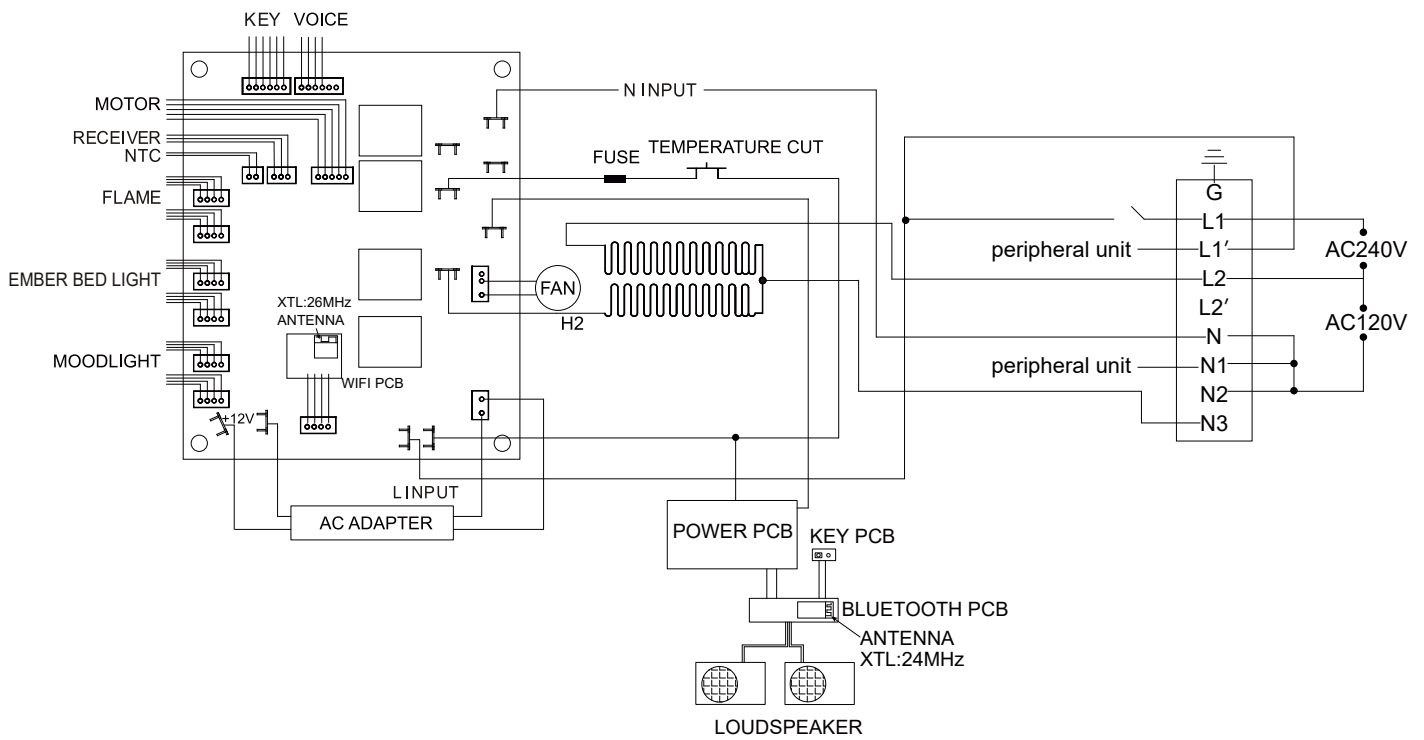 KEY VOICE
MOTOR
RECEIVER
NTC
FLAME
EMBER BED LIGHT
MOODLIGHT
XTL:26MHz
ANTENNA
WIFI PCB
+12V
L INPUT
AC ADAPTER
N INPUT
FUSE
TEMPERATURE CUT
FAN
H2
POWER PCB
KEY PCB
BLUETOOTH PCB
ANTENNA
XTL:24MHz
LOUDSPEAKER
G
L1
peripheral unit L1′
L2
L2′
N
peripheral unit N1
N2
N3
AC240V
AC120V